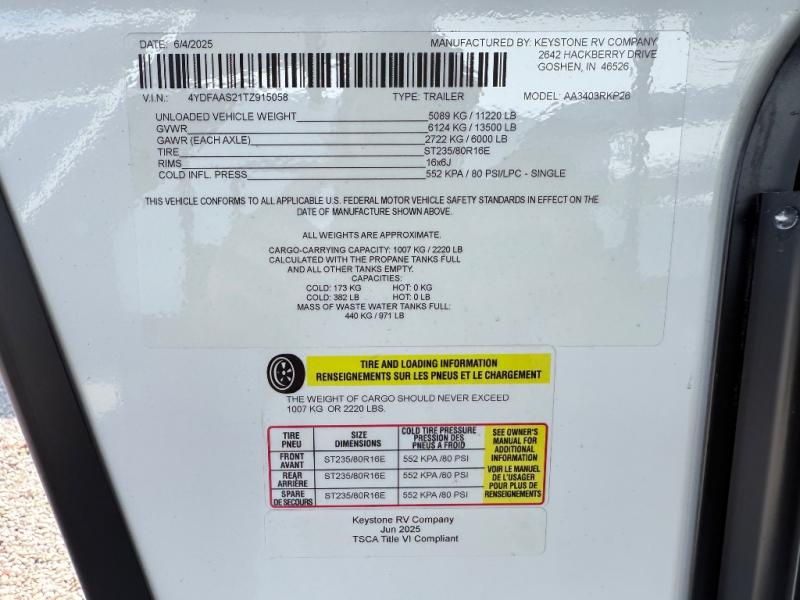 DATE: 6/4/2025 MANUFACTURED BY: KEYSTONE RV COMPANY
2642 HACKBERRY DRIVE
GOSHEN, IN 46526
V.I.N.: 4YDFAAS21TZ915058 TYPE: TRAILER MODEL: AA3403RKP26
UNLOADED VEHICLE WEIGHT 5089 KG / 11220 LB
GVWR 6124 KG / 13500 LB
GAWR (EACH AXLE) 2722 KG / 6000 LB
TIRE ST235/80R16E
RIMS 16x6J
COLD INFL. PRESS 552 KPA / 80 PSI/LPC - SINGLE
THIS VEHICLE CONFORMS TO ALL APPLICABLE U.S. FEDERAL MOTOR VEHICLE SAFETY STANDARDS IN EFFECT ON THE
DATE OF MANUFACTURE SHOWN ABOVE.
ALL WEIGHTS ARE APPROXIMATE.
CARGO-CARRYING CAPACITY: 1007 KG / 2220 LB
CALCULATED WITH THE PROPANE TANKS FULL
AND ALL OTHER TANKS EMPTY.
CAPACITIES:
COLD: 173 KG HOT: 0 KG
COLD: 382 LB HOT: 0 LB
MASS OF WASTE WATER TANKS FULL:
440 KG / 971 LB
TIRE AND LOADING INFORMATION
RENSEIGNEMENTS SUR LES PNEUS ET LE CHARGEMENT
THE WEIGHT OF CARGO SHOULD NEVER EXCEED
1007 KG OR 2220 LBS.
TIRE
PNEU
SIZE
DIMENSIONS
COLD TIRE PRESSURE
PRESSION DES
PNEUS A FROID
FRONT
AVANT
ST235/80R16E
552 KPA /80 PSI
REAR
ARRIÈRE
ST235/80R16E
552 KPA /80 PSI
SPARE
DE SECOURS
ST235/80R16E
552 KPA /80 PSI
SEE OWNER'S
MANUAL FOR
ADDITIONAL
INFORMATION
VOIR LE MANUEL
DE L'USAGER
POUR PLUS DE
RENSEIGNEMENTS
Keystone RV Company
Jun 2025
TSCA Title VI Compliant